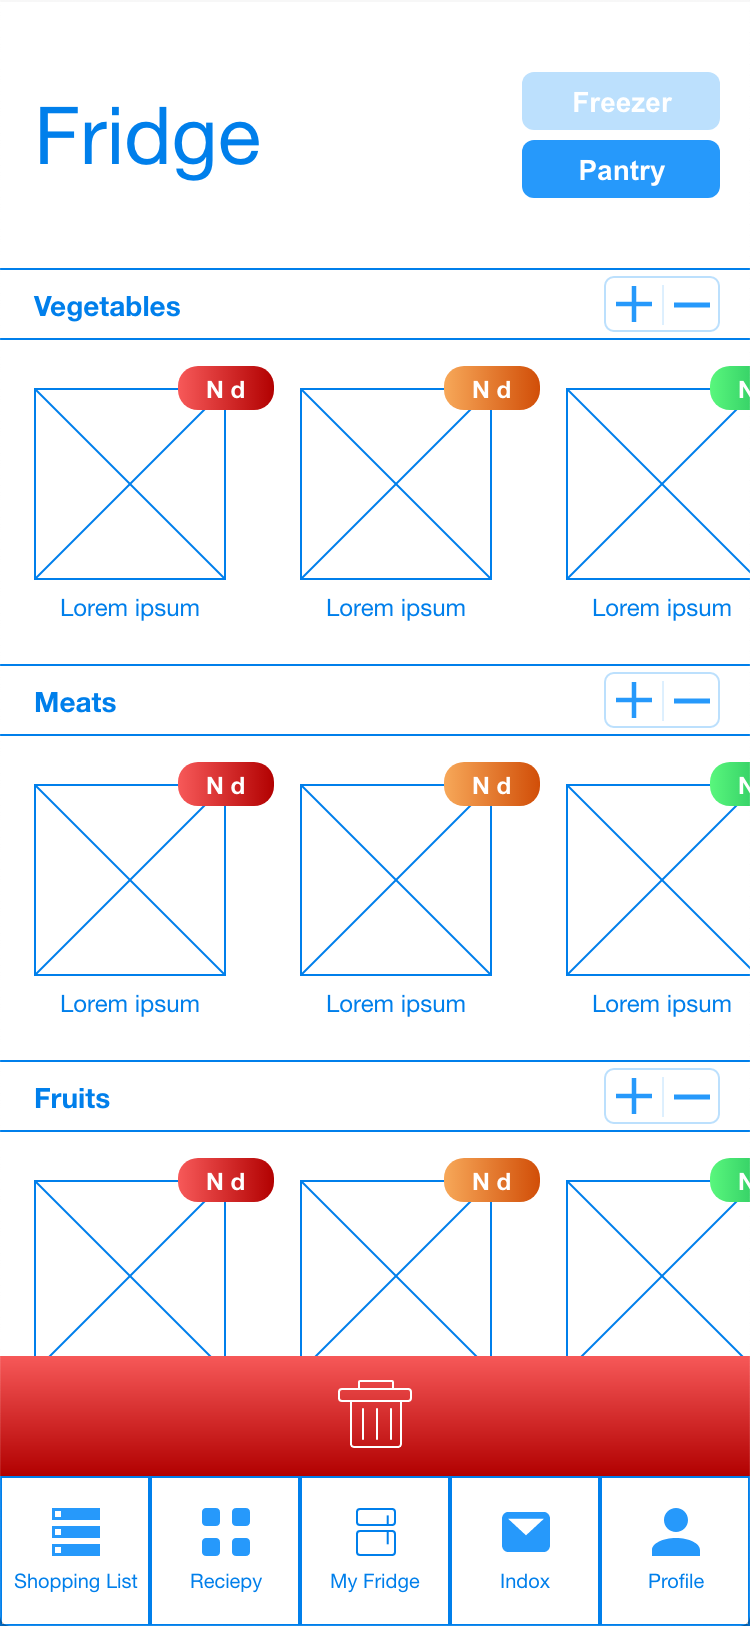 Fridge
Freezer
Pantry
Vegetables
N d
N d
N
Lorem ipsum
Lorem ipsum
Lorem ipsum
Meats
N d
N d
N
Lorem ipsum
Lorem ipsum
Lorem ipsum
Fruits
N d
N d
N
Shopping List
Reciepy
My Fridge
Indox
Profile